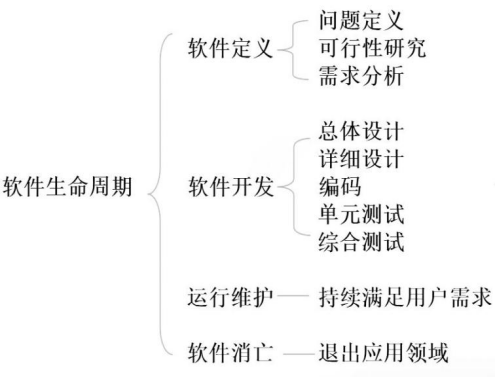 软件生命周期
软件定义
问题定义
可行性研究
需求分析
软件开发
总体设计
详细设计
编码
单元测试
综合测试
运行维护
持续满足用户需求
软件消亡
退出应用领域